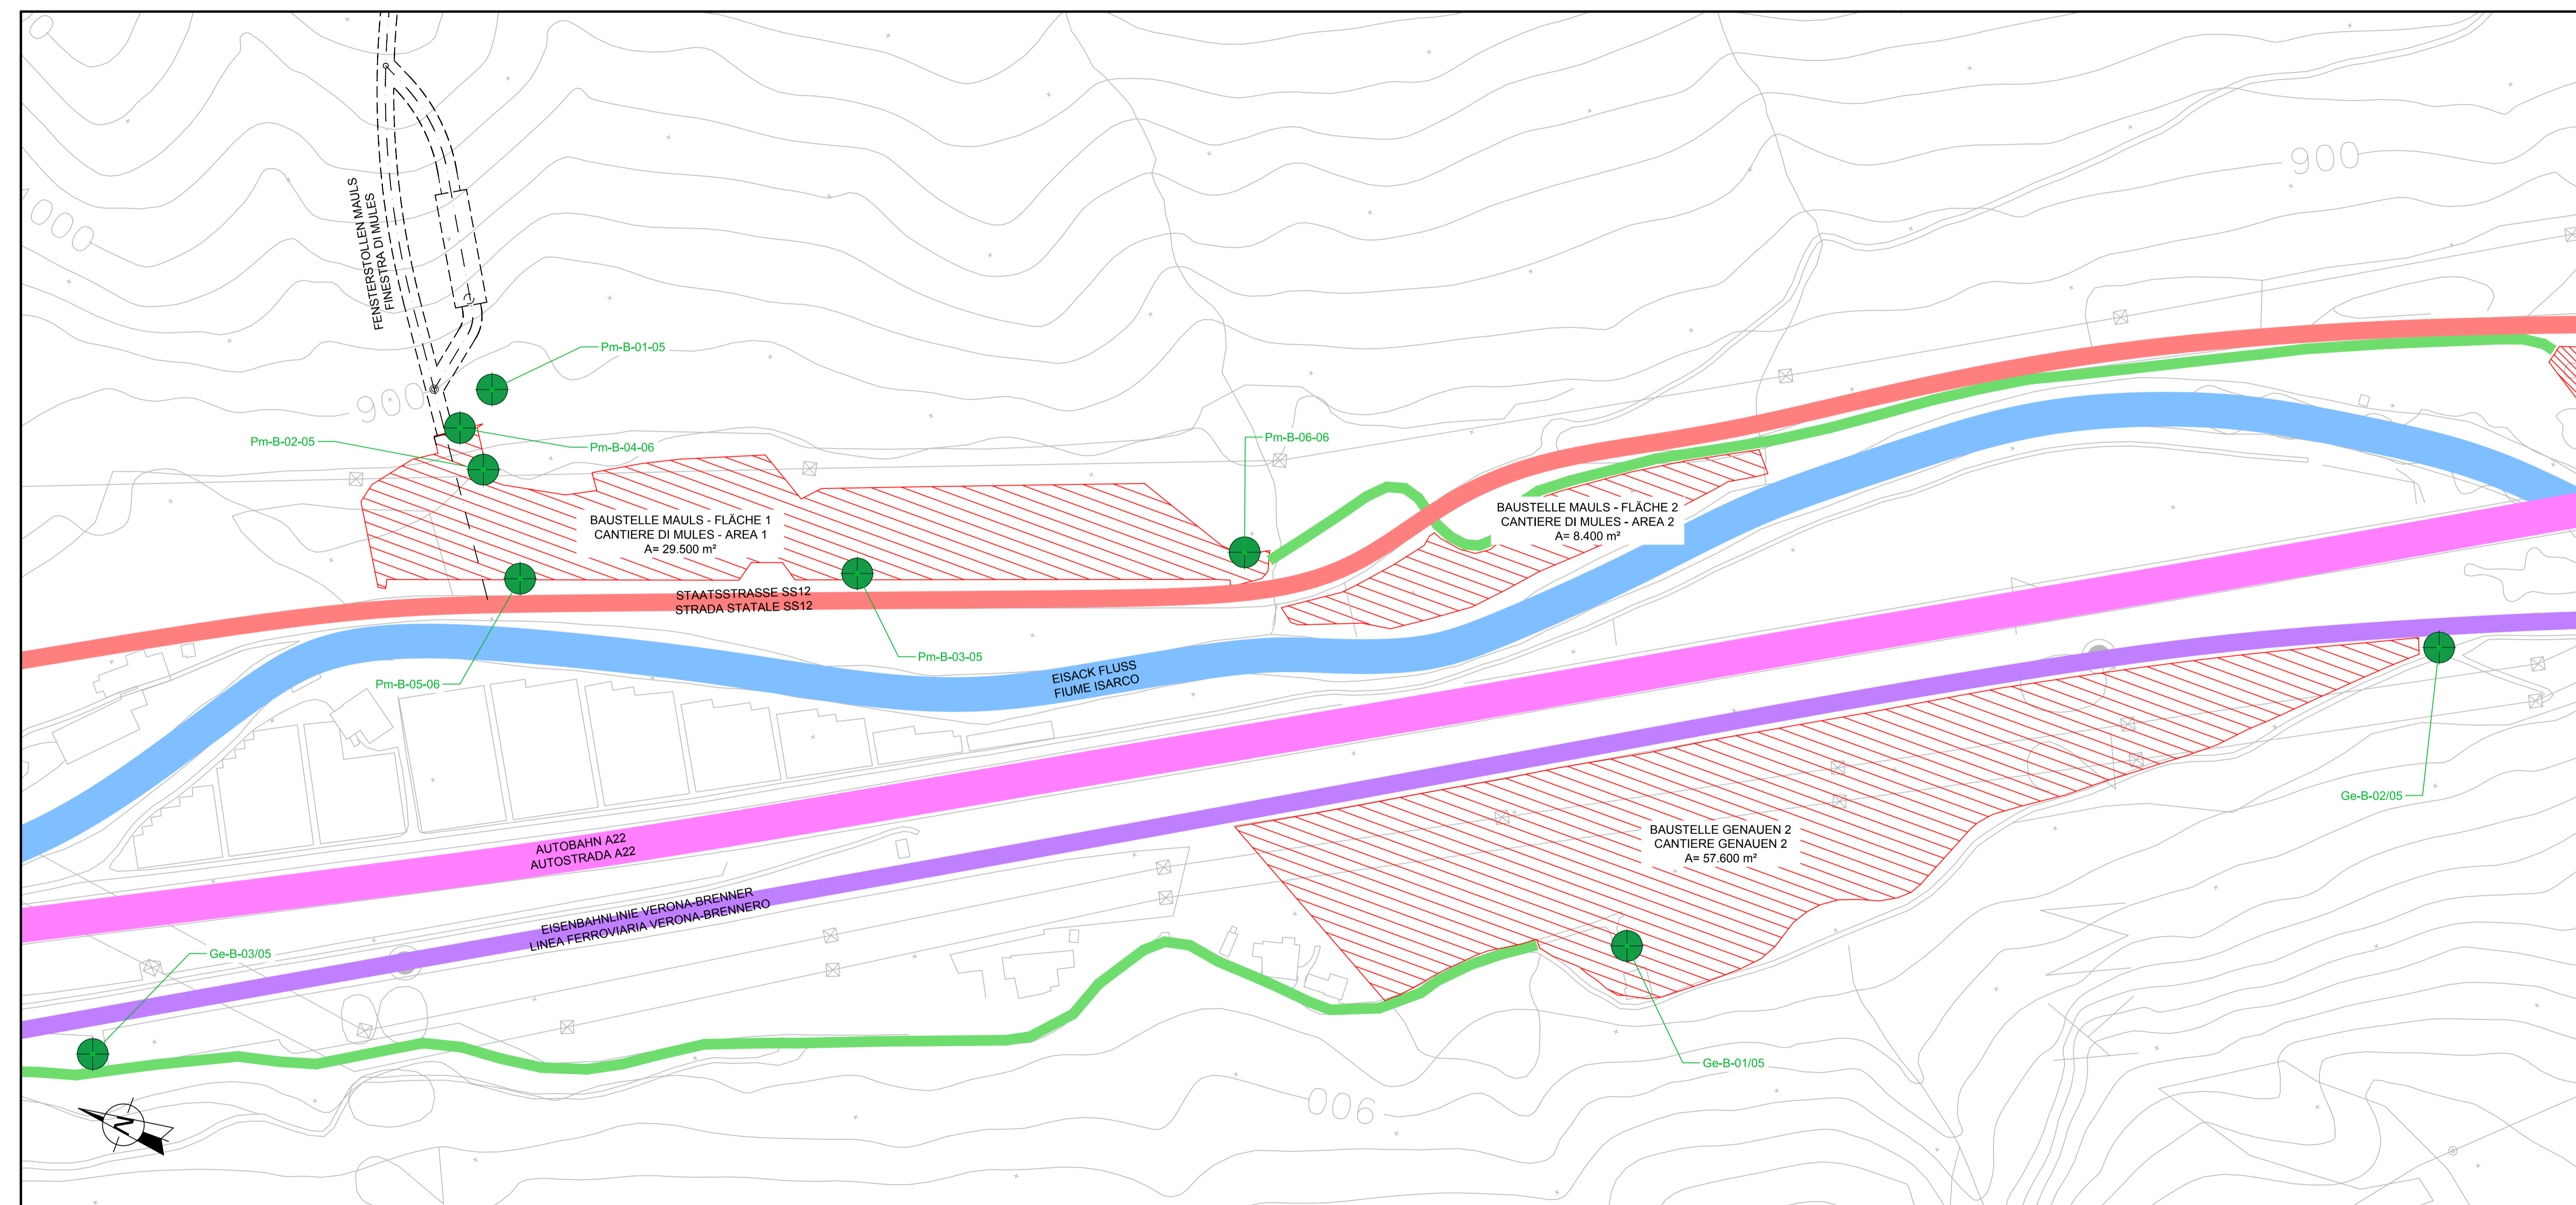 900
FENSTERSTOLLEN MAULS
FINESTRA DI MULES
Pm-B-01-05
900
Pm-B-02-05
Pm-B-04-06
Pm-B-06-06
BAUSTELLE MAULS - FLÄCHE 1
CANTIERE DI MULES - AREA 1
A= 29.500 m²
BAUSTELLE MAULS - FLÄCHE 2
CANTIERE DI MULES - AREA 2
A= 8.400 m²
STAATSSTRASSE SS12
STRADA STATALE SS12
Pm-B-03-05
Pm-B-05-06
EISACK FLUSS
FIUME ISARCO
Ge-B-02/05
AUTOBAHN A22
AUTOSTRADA A22
BAUSTELLE GENAUEN 2
CANTIERE GENAUEN 2
A= 57.600 m²
EISENBAHNLINIE VERONA-BRENNER
LINEA FERROVIARIA VERONA-BRENNERO
Ge-B-03/05
Ge-B-01/05
900
N